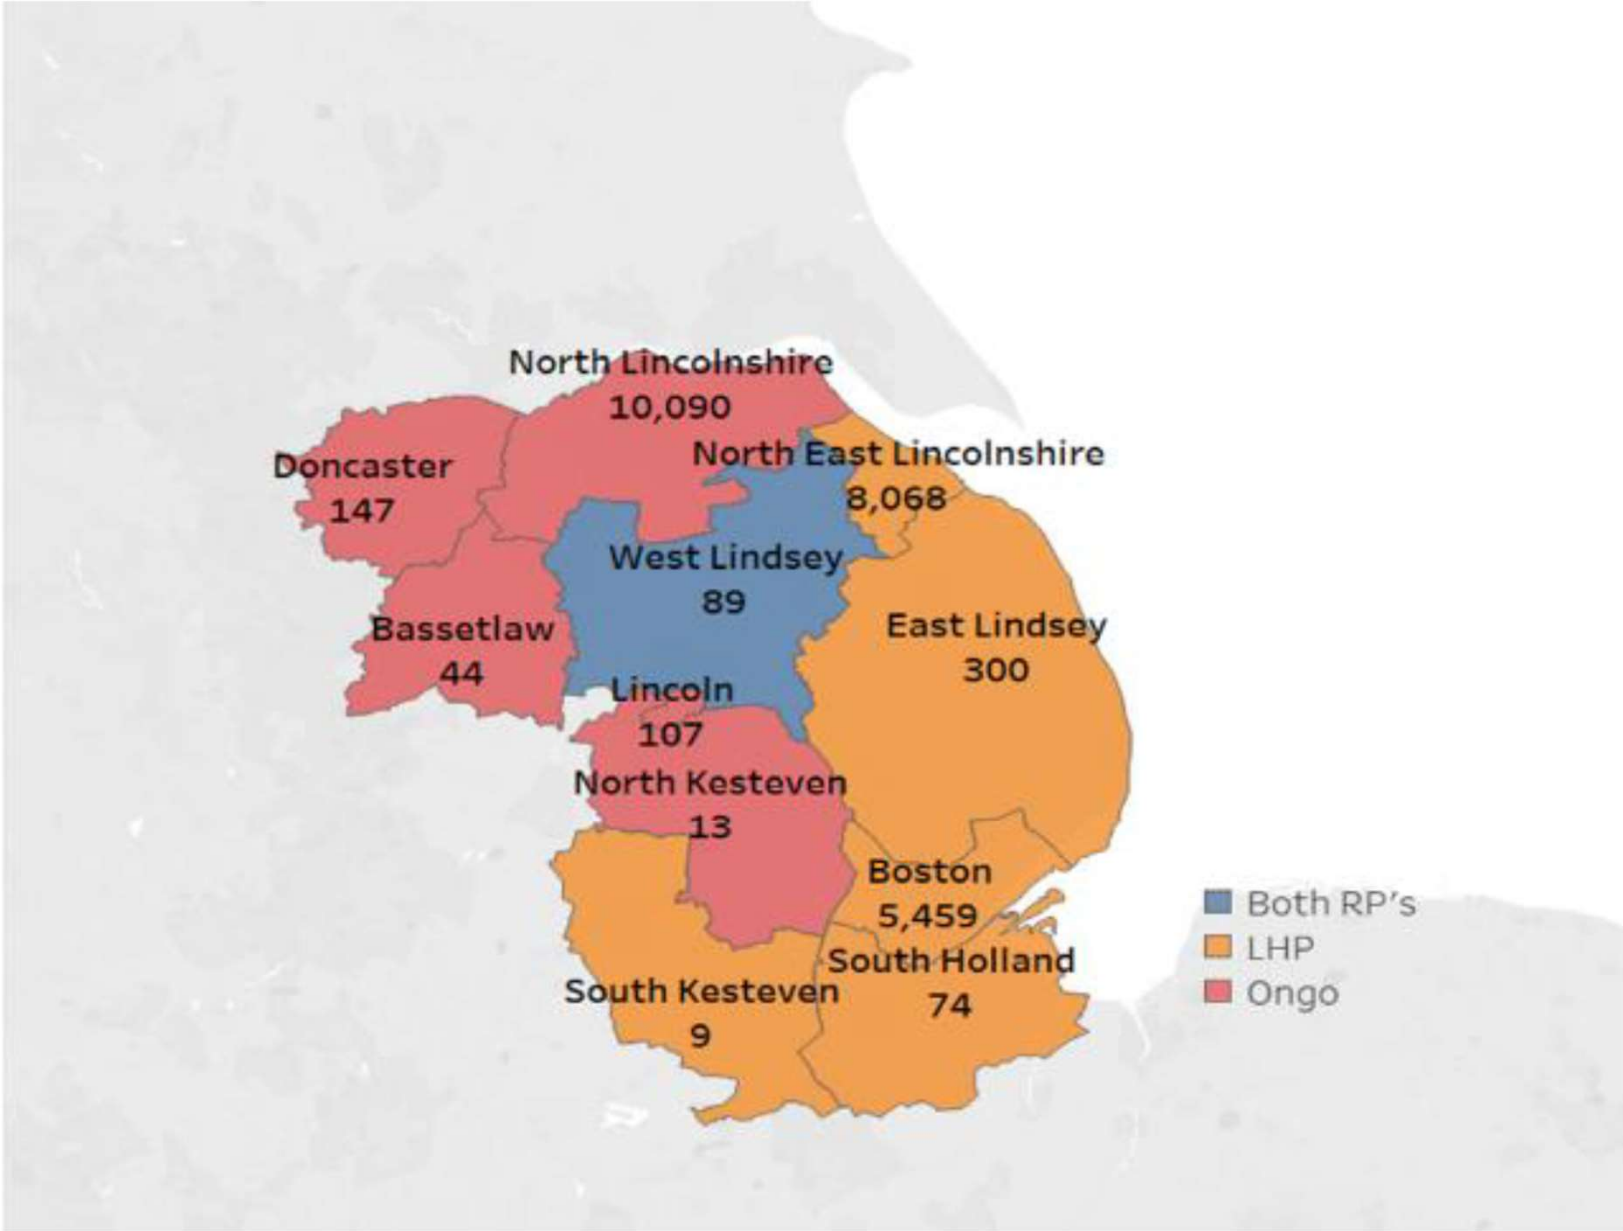 North Lincolnshire
10,090
North East Lincolnshire
8,068
Doncaster
147
West Lindsey
89
East Lindsey
300
Bassetlaw
44
Lincoln
107
North Kesteven
13
Boston
5,459
South Holland
74
South Kesteven
9
Both RP's
LHP
Ongo